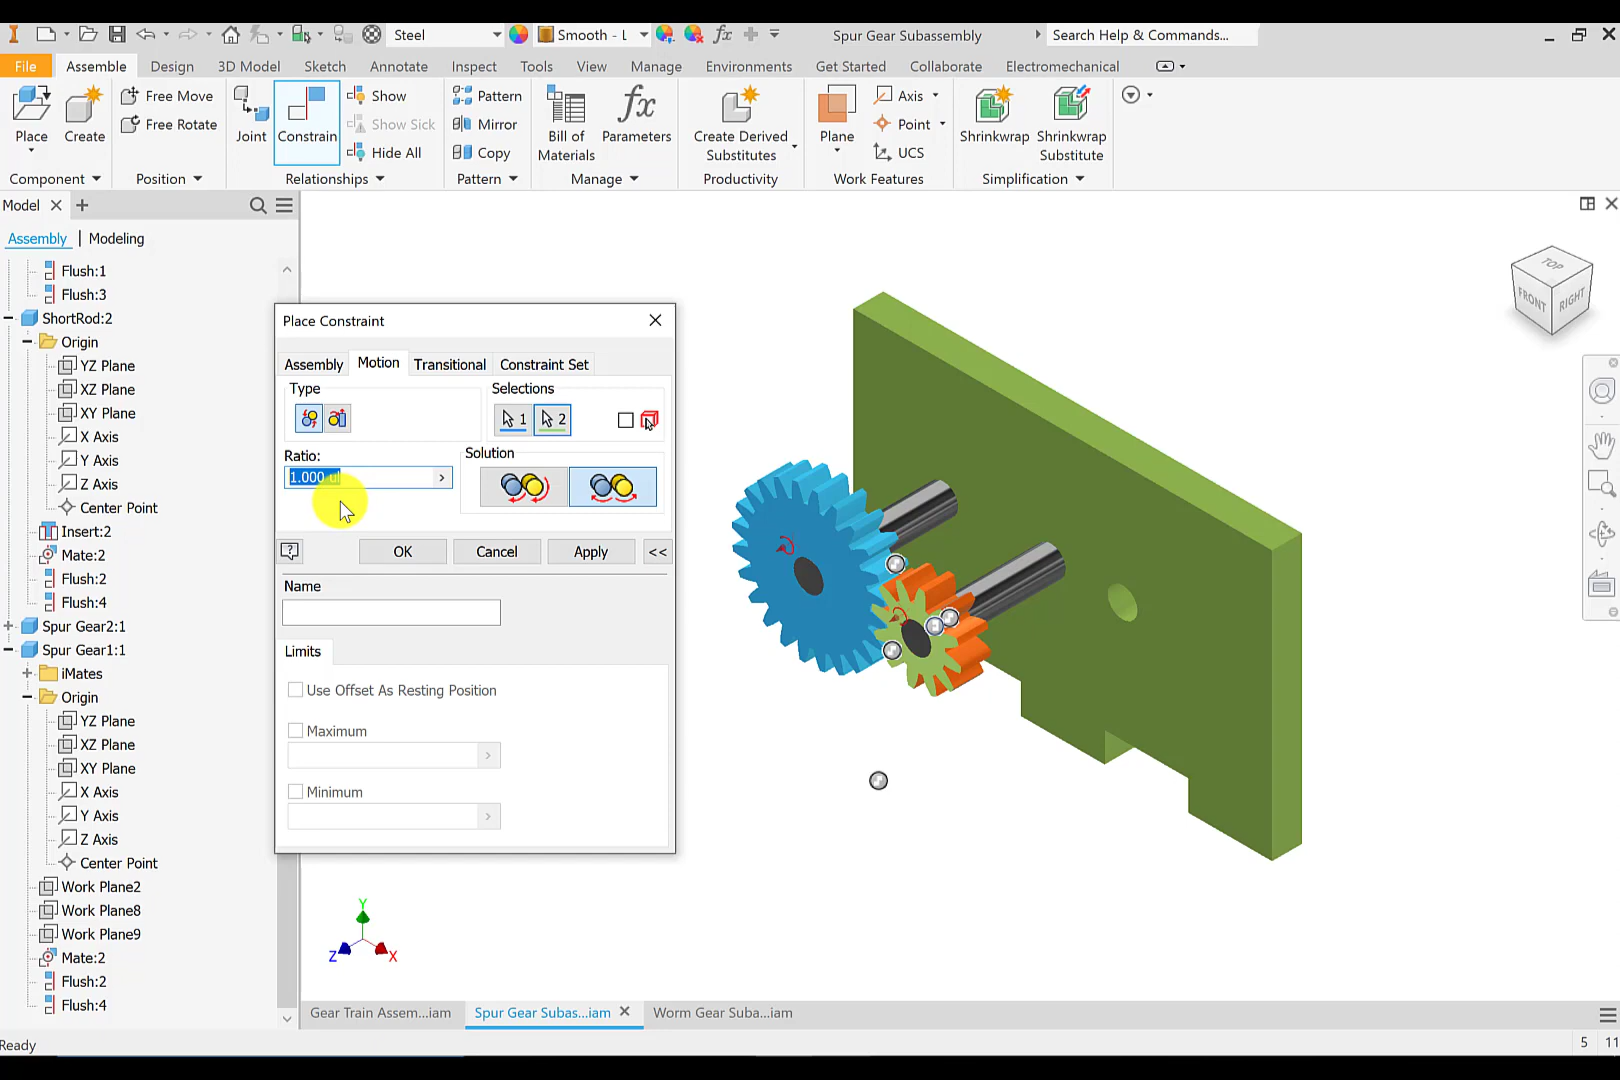 Steel
Smooth - L
Spur Gear Subassembly
Search Help & Commands...
File
Assemble
Design
3D Model
Sketch
Annotate
Inspect
Tools
View
Manage
Environments
Get Started
Collaborate
Electromechanical
Place
Create
Free Move
Free Rotate
Joint
Constrain
Show
Show Sick
Hide All
Pattern
Mirror
Copy
Bill of
Materials
Parameters
Create Derived
Substitutes
Plane
Axis
Point
UCS
Shrinkwrap
Shrinkwrap
Substitute
Component
Position
Relationships
Pattern
Manage
Productivity
Work Features
Simplification
Model
Assembly | Modeling
Flush:1
Flush:3
ShortRod:2
Origin
YZ Plane
XZ Plane
XY Plane
X Axis
Y Axis
Z Axis
Center Point
Insert:2
Mate:2
Flush:2
Flush:4
Spur Gear2:1
Spur Gear1:1
iMates
Origin
YZ Plane
XZ Plane
XY Plane
X Axis
Y Axis
Z Axis
Center Point
Work Plane2
Work Plane8
Work Plane9
Mate:2
Flush:2
Flush:4
Place Constraint
Assembly
Motion
Transitional
Constraint Set
Type
Selections
1
2
Ratio:
1.000 ul
Solution
OK
Cancel
Apply
<<
Name
Limits
Use Offset As Resting Position
Maximum
Minimum
TOP
FRONT
RIGHT
Y
Z
X
Gear Train Assem...iam
Spur Gear Subas...iam
Worm Gear Suba...iam
Ready
5
11